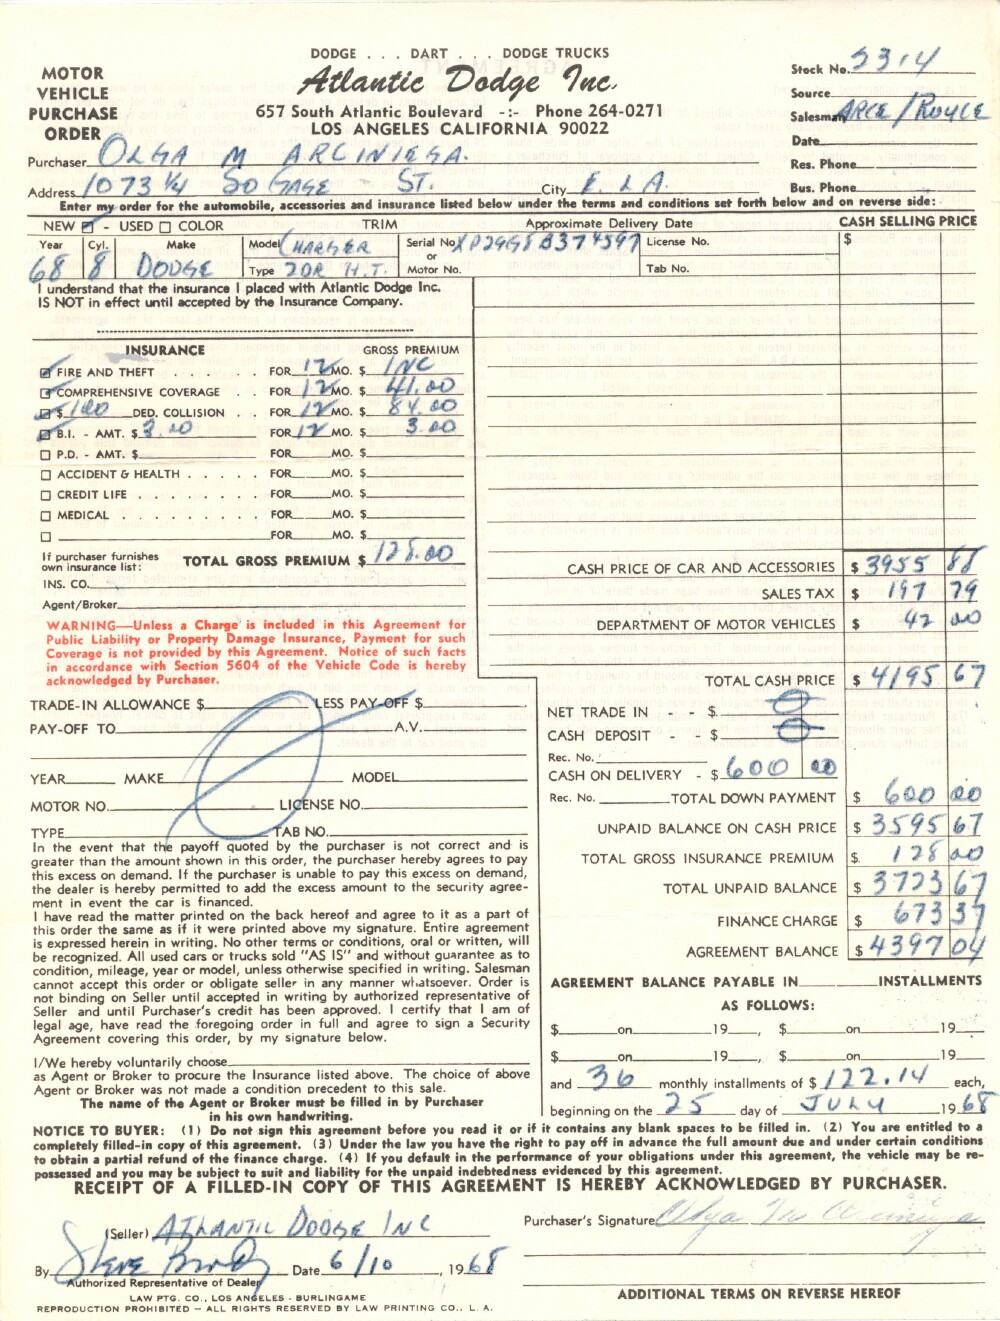 DODGE . . . DART . . . DODGE TRUCKS
Atlantic Dodge Inc.
657 South Atlantic Boulevard -:- Phone 264-0271
LOS ANGELES CALIFORNIA 90022
MOTOR
VEHICLE
PURCHASE
ORDER
Stock No. 2314
Source
Salesman ARCE/ROYCE
Date
Res. Phone
Bus. Phone
Purchaser OLGA M ARCINIEGA.
Address 1073 1/4 SO GAGE ST. City E. LA.
Enter my order for the automobile, accessories and insurance listed below under the terms and conditions set forth below and on reverse side:
NEW ☑ - USED ☐ COLOR TRIM Approximate Delivery Date CASH SELLING PRICE
Year 68 Cyl. 8 Make DODGE Model CHARGER Serial No. XP29G8B374597 License No. $
Type 2DR H.T. or Motor No. Tab No.
I understand that the insurance I placed with Atlantic Dodge Inc.
IS NOT in effect until accepted by the Insurance Company.
INSURANCE GROSS PREMIUM
☑ FIRE AND THEFT . . . . . . FOR 12 MO. $ INC
☑ COMPREHENSIVE COVERAGE . . FOR 12 MO. $ 41.00
☑ $ 100 DED. COLLISION . . FOR 12 MO. $ 84.00
☑ B.I. - AMT. $ 3.00 FOR 12 MO. $ 3.00
☐ P.D. - AMT. $ FOR MO. $
☐ ACCIDENT & HEALTH . . . . . FOR MO. $
☐ CREDIT LIFE . . . . . . . . FOR MO. $
☐ MEDICAL . . . . . . . . . FOR MO. $
☐ FOR MO. $
If purchaser furnishes
own insurance list: TOTAL GROSS PREMIUM $ 128.00
INS. CO.
Agent/Broker
WARNING—Unless a Charge is included in this Agreement for
Public Liability or Property Damage Insurance, Payment for such
Coverage is not provided by this Agreement. Notice of such facts
in accordance with Section 5604 of the Vehicle Code is hereby
acknowledged by Purchaser.
CASH PRICE OF CAR AND ACCESSORIES $ 3955 88
SALES TAX $ 197 79
DEPARTMENT OF MOTOR VEHICLES $ 42 00
TOTAL CASH PRICE $ 4195 67
NET TRADE IN - - $ 0
CASH DEPOSIT - - $ 0
Rec. No.
CASH ON DELIVERY - $ 600 00
Rec. No. TOTAL DOWN PAYMENT $ 600 00
UNPAID BALANCE ON CASH PRICE $ 3595 67
TOTAL GROSS INSURANCE PREMIUM $ 128 00
TOTAL UNPAID BALANCE $ 3723 67
FINANCE CHARGE $ 673 37
AGREEMENT BALANCE $ 4397 04
TRADE-IN ALLOWANCE $ LESS PAY-OFF $
PAY-OFF TO A.V.
YEAR MAKE MODEL
MOTOR NO. LICENSE NO.
TYPE TAB NO.
In the event that the payoff quoted by the purchaser is not correct and is
greater than the amount shown in this order, the purchaser hereby agrees to pay
this excess on demand. If the purchaser is unable to pay this excess on demand,
the dealer is hereby permitted to add the excess amount to the security agree-
ment in event the car is financed.
I have read the matter printed on the back hereof and agree to it as a part of
this order the same as if it were printed above my signature. Entire agreement
is expressed herein in writing. No other terms or conditions, oral or written, will
be recognized. All used cars or trucks sold "AS IS" and without guarantee as to
condition, mileage, year or model, unless otherwise specified in writing. Salesman
cannot accept this order or obligate seller in any manner whatsoever. Order is
not binding on Seller until accepted in writing by authorized representative of
Seller and until Purchaser's credit has been approved. I certify that I am of
legal age, have read the foregoing order in full and agree to sign a Security
Agreement covering this order, by my signature below.
I/We hereby voluntarily choose
as Agent or Broker to procure the Insurance listed above. The choice of above
Agent or Broker was not made a condition precedent to this sale.
The name of the Agent or Broker must be filled in by Purchaser
in his own handwriting.
AGREEMENT BALANCE PAYABLE IN INSTALLMENTS
AS FOLLOWS:
$ on 19 , $ on 19
$ on 19 , $ on 19
and 36 monthly installments of $ 122.14 each,
beginning on the 25 day of JULY 1968
NOTICE TO BUYER: (1) Do not sign this agreement before you read it or if it contains any blank spaces to be filled in. (2) You are entitled to a
completely filled-in copy of this agreement. (3) Under the law you have the right to pay off in advance the full amount due and under certain conditions
to obtain a partial refund of the finance charge. (4) If you default in the performance of your obligations under this agreement, the vehicle may be re-
possessed and you may be subject to suit and liability for the unpaid indebtedness evidenced by this agreement.
RECEIPT OF A FILLED-IN COPY OF THIS AGREEMENT IS HEREBY ACKNOWLEDGED BY PURCHASER.
(Seller) ATLANTIC DODGE INC Purchaser's Signature Olga M. Arciniega
By Steve Date 6/10, 1968
Authorized Representative of Dealer
LAW PTG. CO., LOS ANGELES - BURLINGAME
REPRODUCTION PROHIBITED — ALL RIGHTS RESERVED BY LAW PRINTING CO., L. A.
ADDITIONAL TERMS ON REVERSE HEREOF